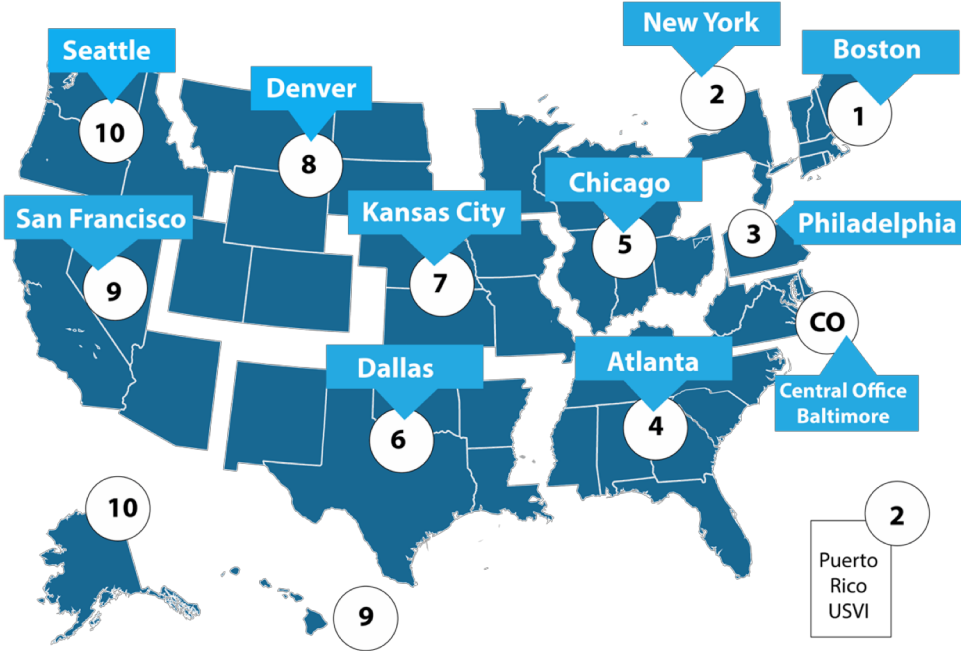 New York
Boston
Seattle
Denver
2
1
10
8
Chicago
San Francisco
Kansas City
Philadelphia
5
3
9
7
CO
Dallas
Atlanta
Central Office
Baltimore
6
4
10
2
Puerto
Rico
USVI
9